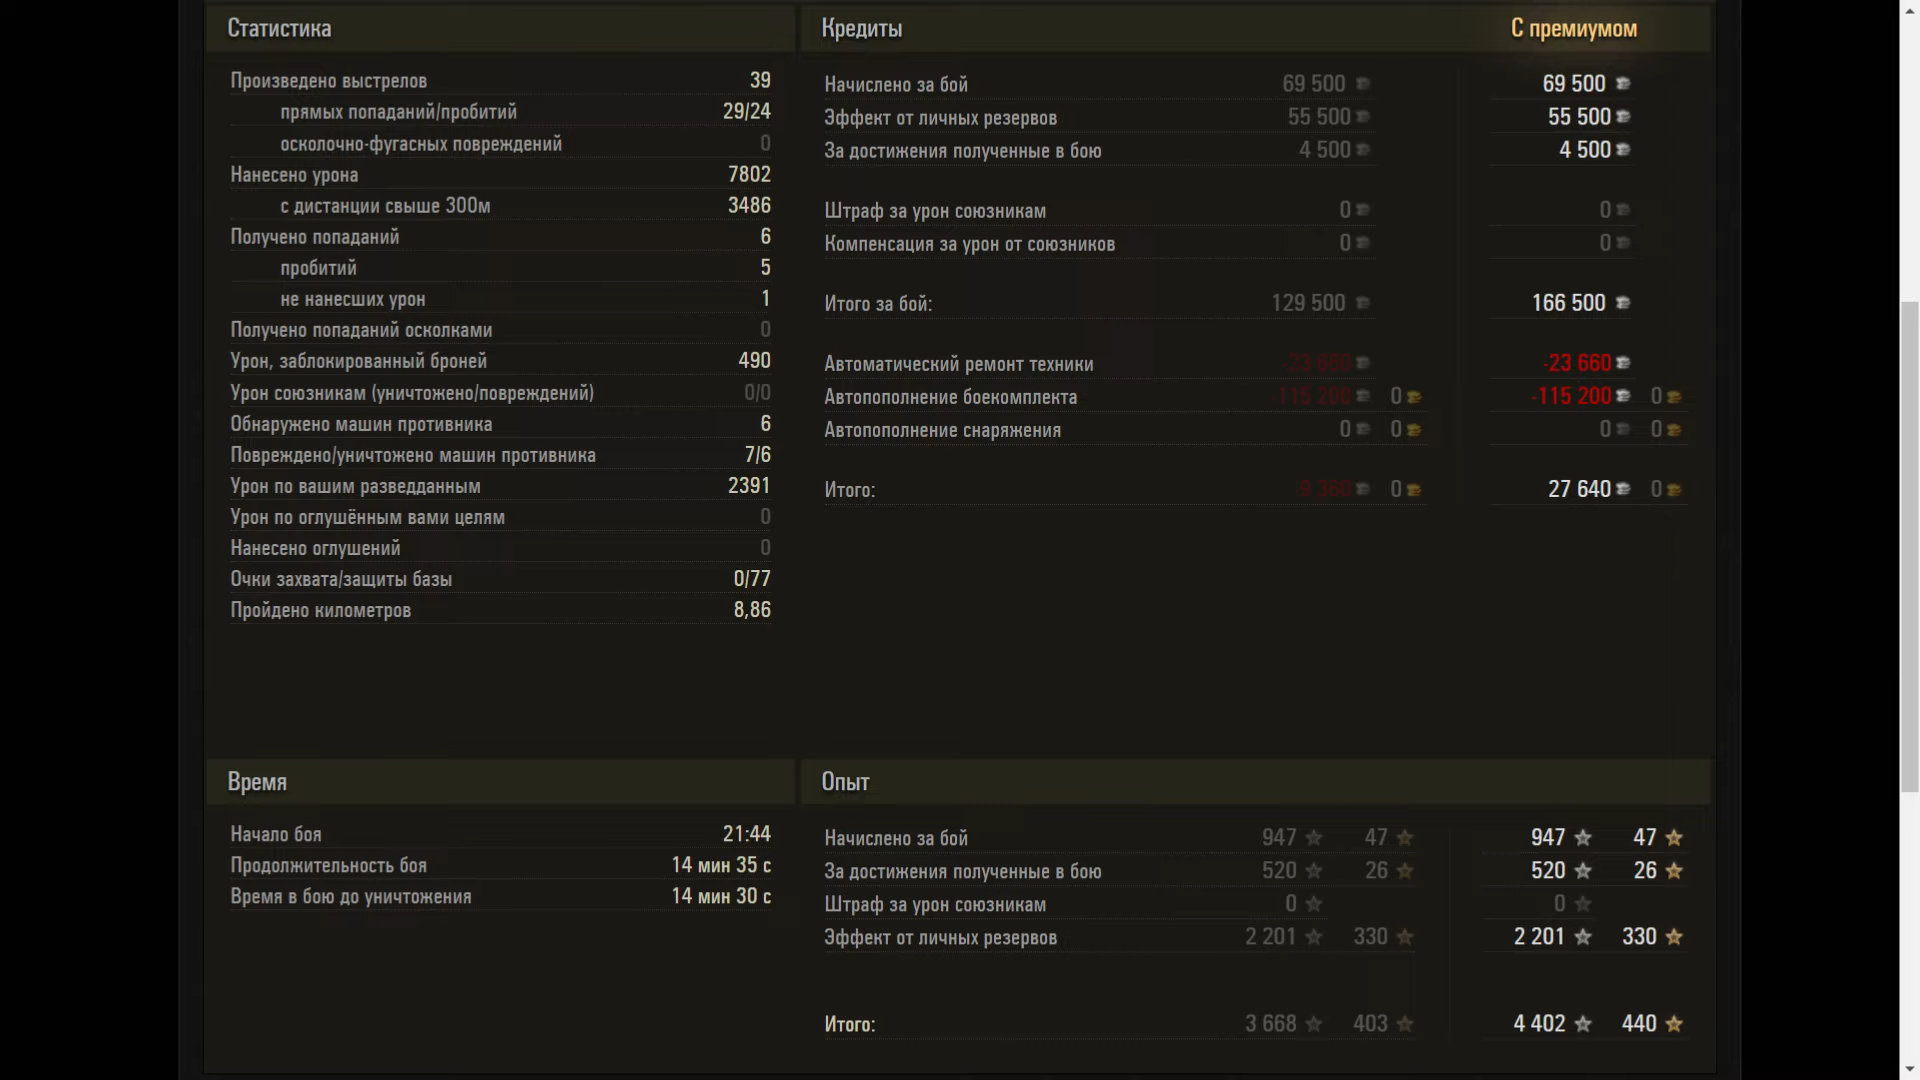 Статистика
Произведено выстрелов 39
прямых попаданий/пробитий 29/24
осколочно-фугасных повреждений 0
Нанесено урона 7802
с дистанции свыше 300м 3486
Получено попаданий 6
пробитий 5
не нанесших урон 1
Получено попаданий осколками 0
Урон, заблокированный броней 490
Урон союзникам (уничтожено/повреждений) 0/0
Обнаружено машин противника 6
Повреждено/уничтожено машин противника 7/6
Урон по вашим разведданным 2391
Урон по оглушённым вами целям 0
Нанесено оглушений 0
Очки захвата/защиты базы 0/77
Пройдено километров 8,86
Кредиты С премиумом
Начислено за бой 69 500 69 500
Эффект от личных резервов 55 500 55 500
За достижения полученные в бою 4 500 4 500
Штраф за урон союзникам 0 0
Компенсация за урон от союзников 0 0
Итого за бой: 129 500 166 500
Автоматический ремонт техники -23 660 -23 660
Автопополнение боекомплекта -115 200 0 -115 200 0
Автопополнение снаряжения 0 0 0 0
Итого: -9 360 0 27 640 0
Время
Начало боя 21:44
Продолжительность боя 14 мин 35 с
Время в бою до уничтожения 14 мин 30 с
Опыт
Начислено за бой 947 47 947 47
За достижения полученные в бою 520 26 520 26
Штраф за урон союзникам 0 0
Эффект от личных резервов 2 201 330 2 201 330
Итого: 3 668 403 4 402 440